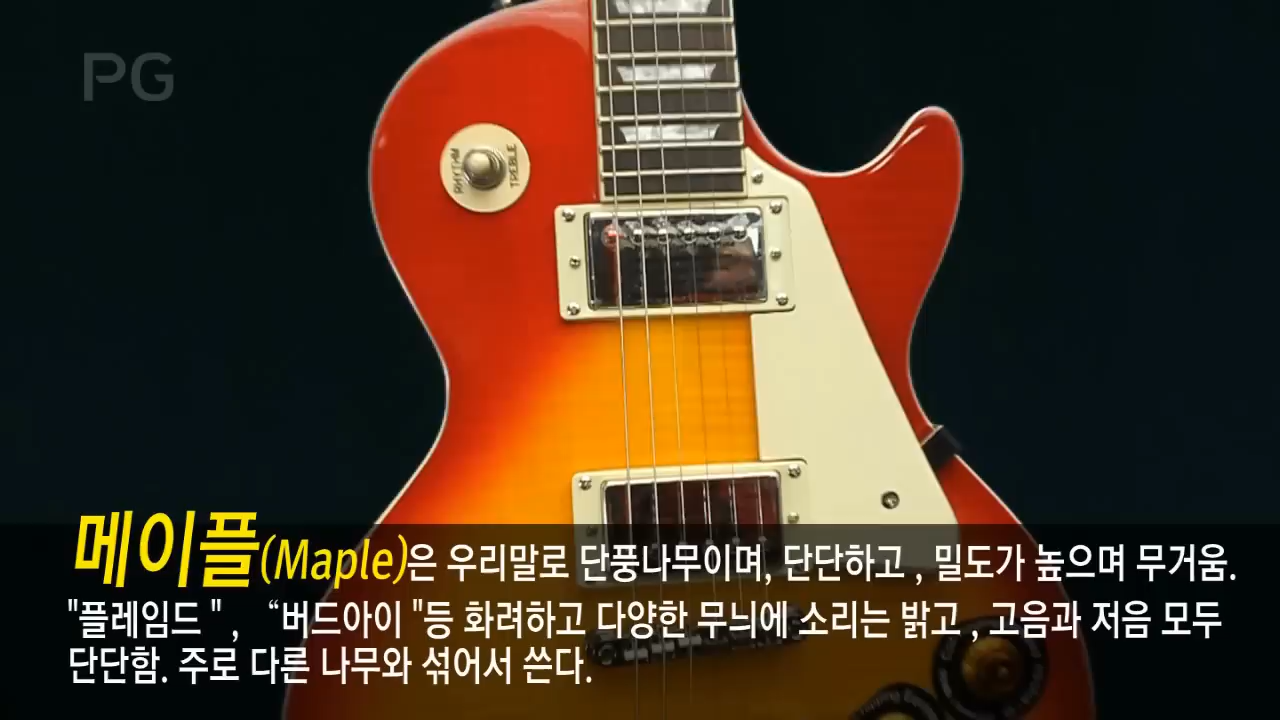 PG
RHYTHM
TREBLE
메이플(Maple)은 우리말로 단풍나무이며, 단단하고 , 밀도가 높으며 무거움.
"플레임드 " , “버드아이 "등 화려하고 다양한 무늬에 소리는 밝고 , 고음과 저음 모두
단단함. 주로 다른 나무와 섞어서 쓴다.